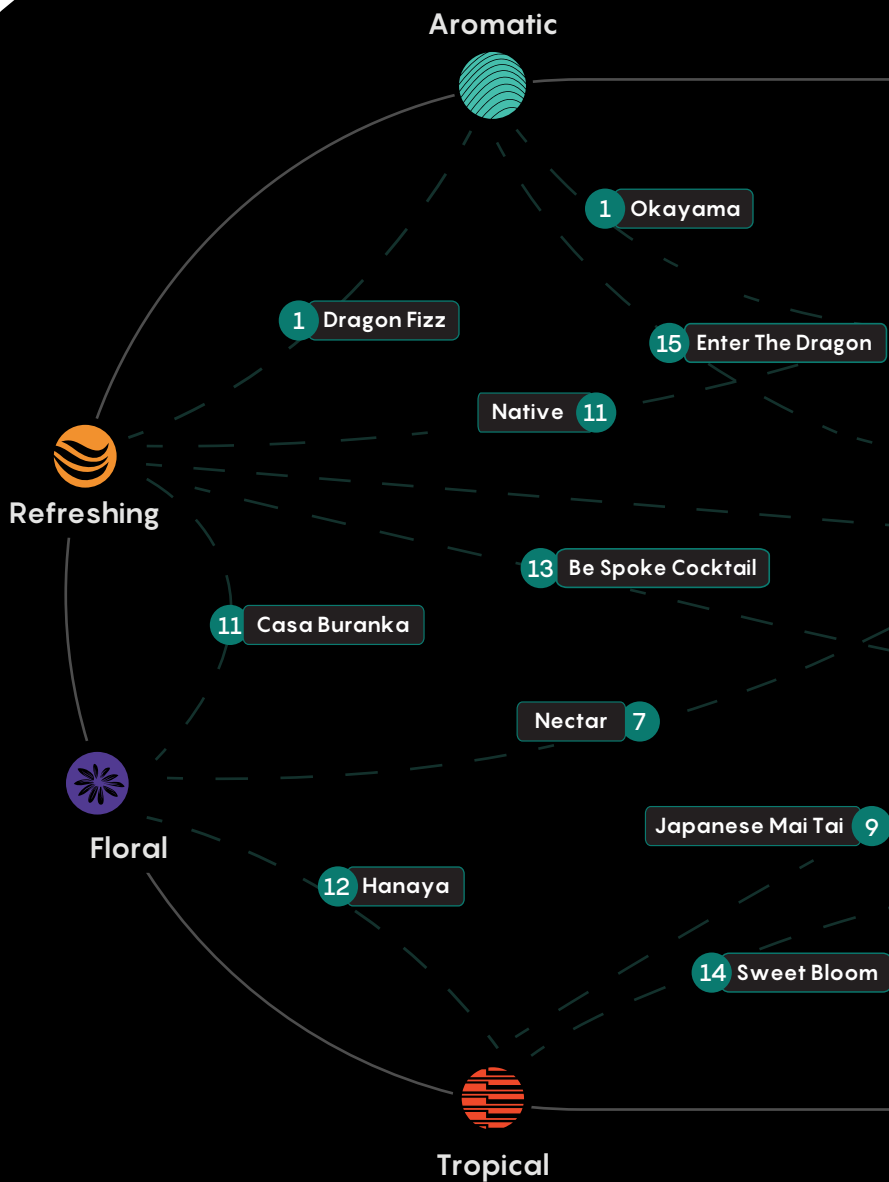 Aromatic
1 Okayama
1 Dragon Fizz
15 Enter The Dragon
Native 11
Refreshing
13 Be Spoke Cocktail
11 Casa Buranka
Nectar 7
Japanese Mai Tai 9
Floral
12 Hanaya
14 Sweet Bloom
Tropical